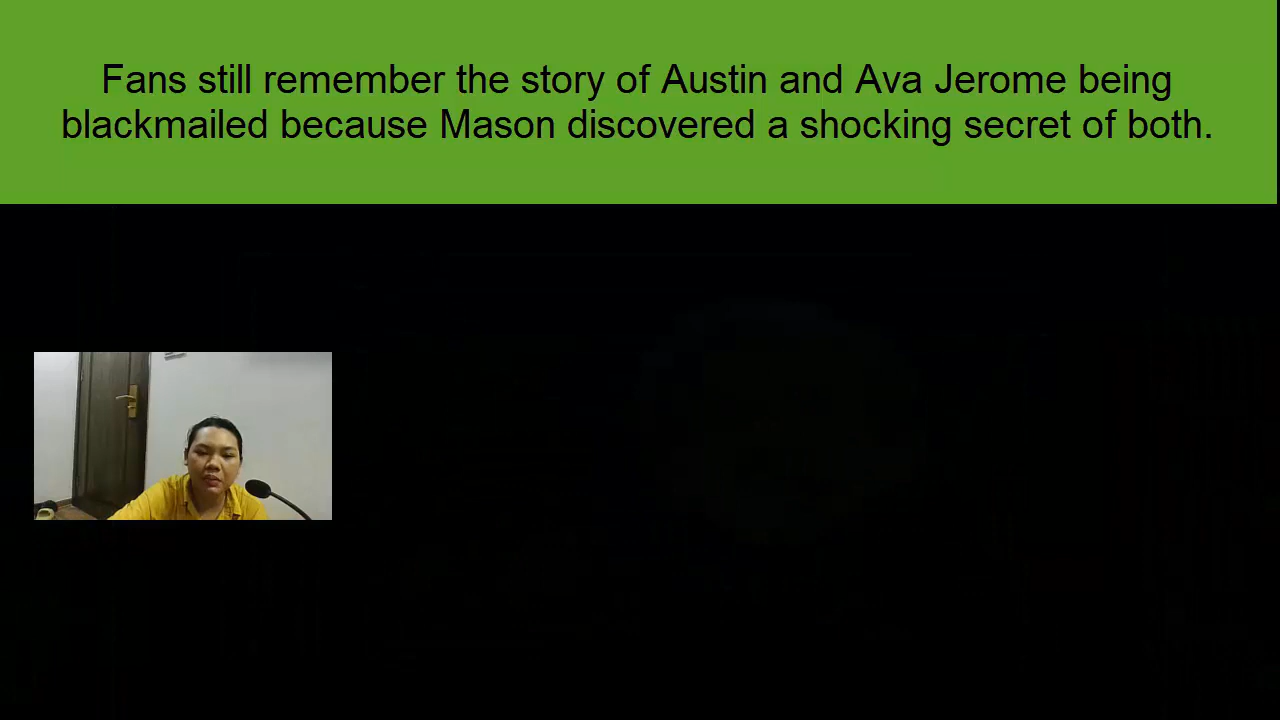 Fans still remember the story of Austin and Ava Jerome being
blackmailed because Mason discovered a shocking secret of both.